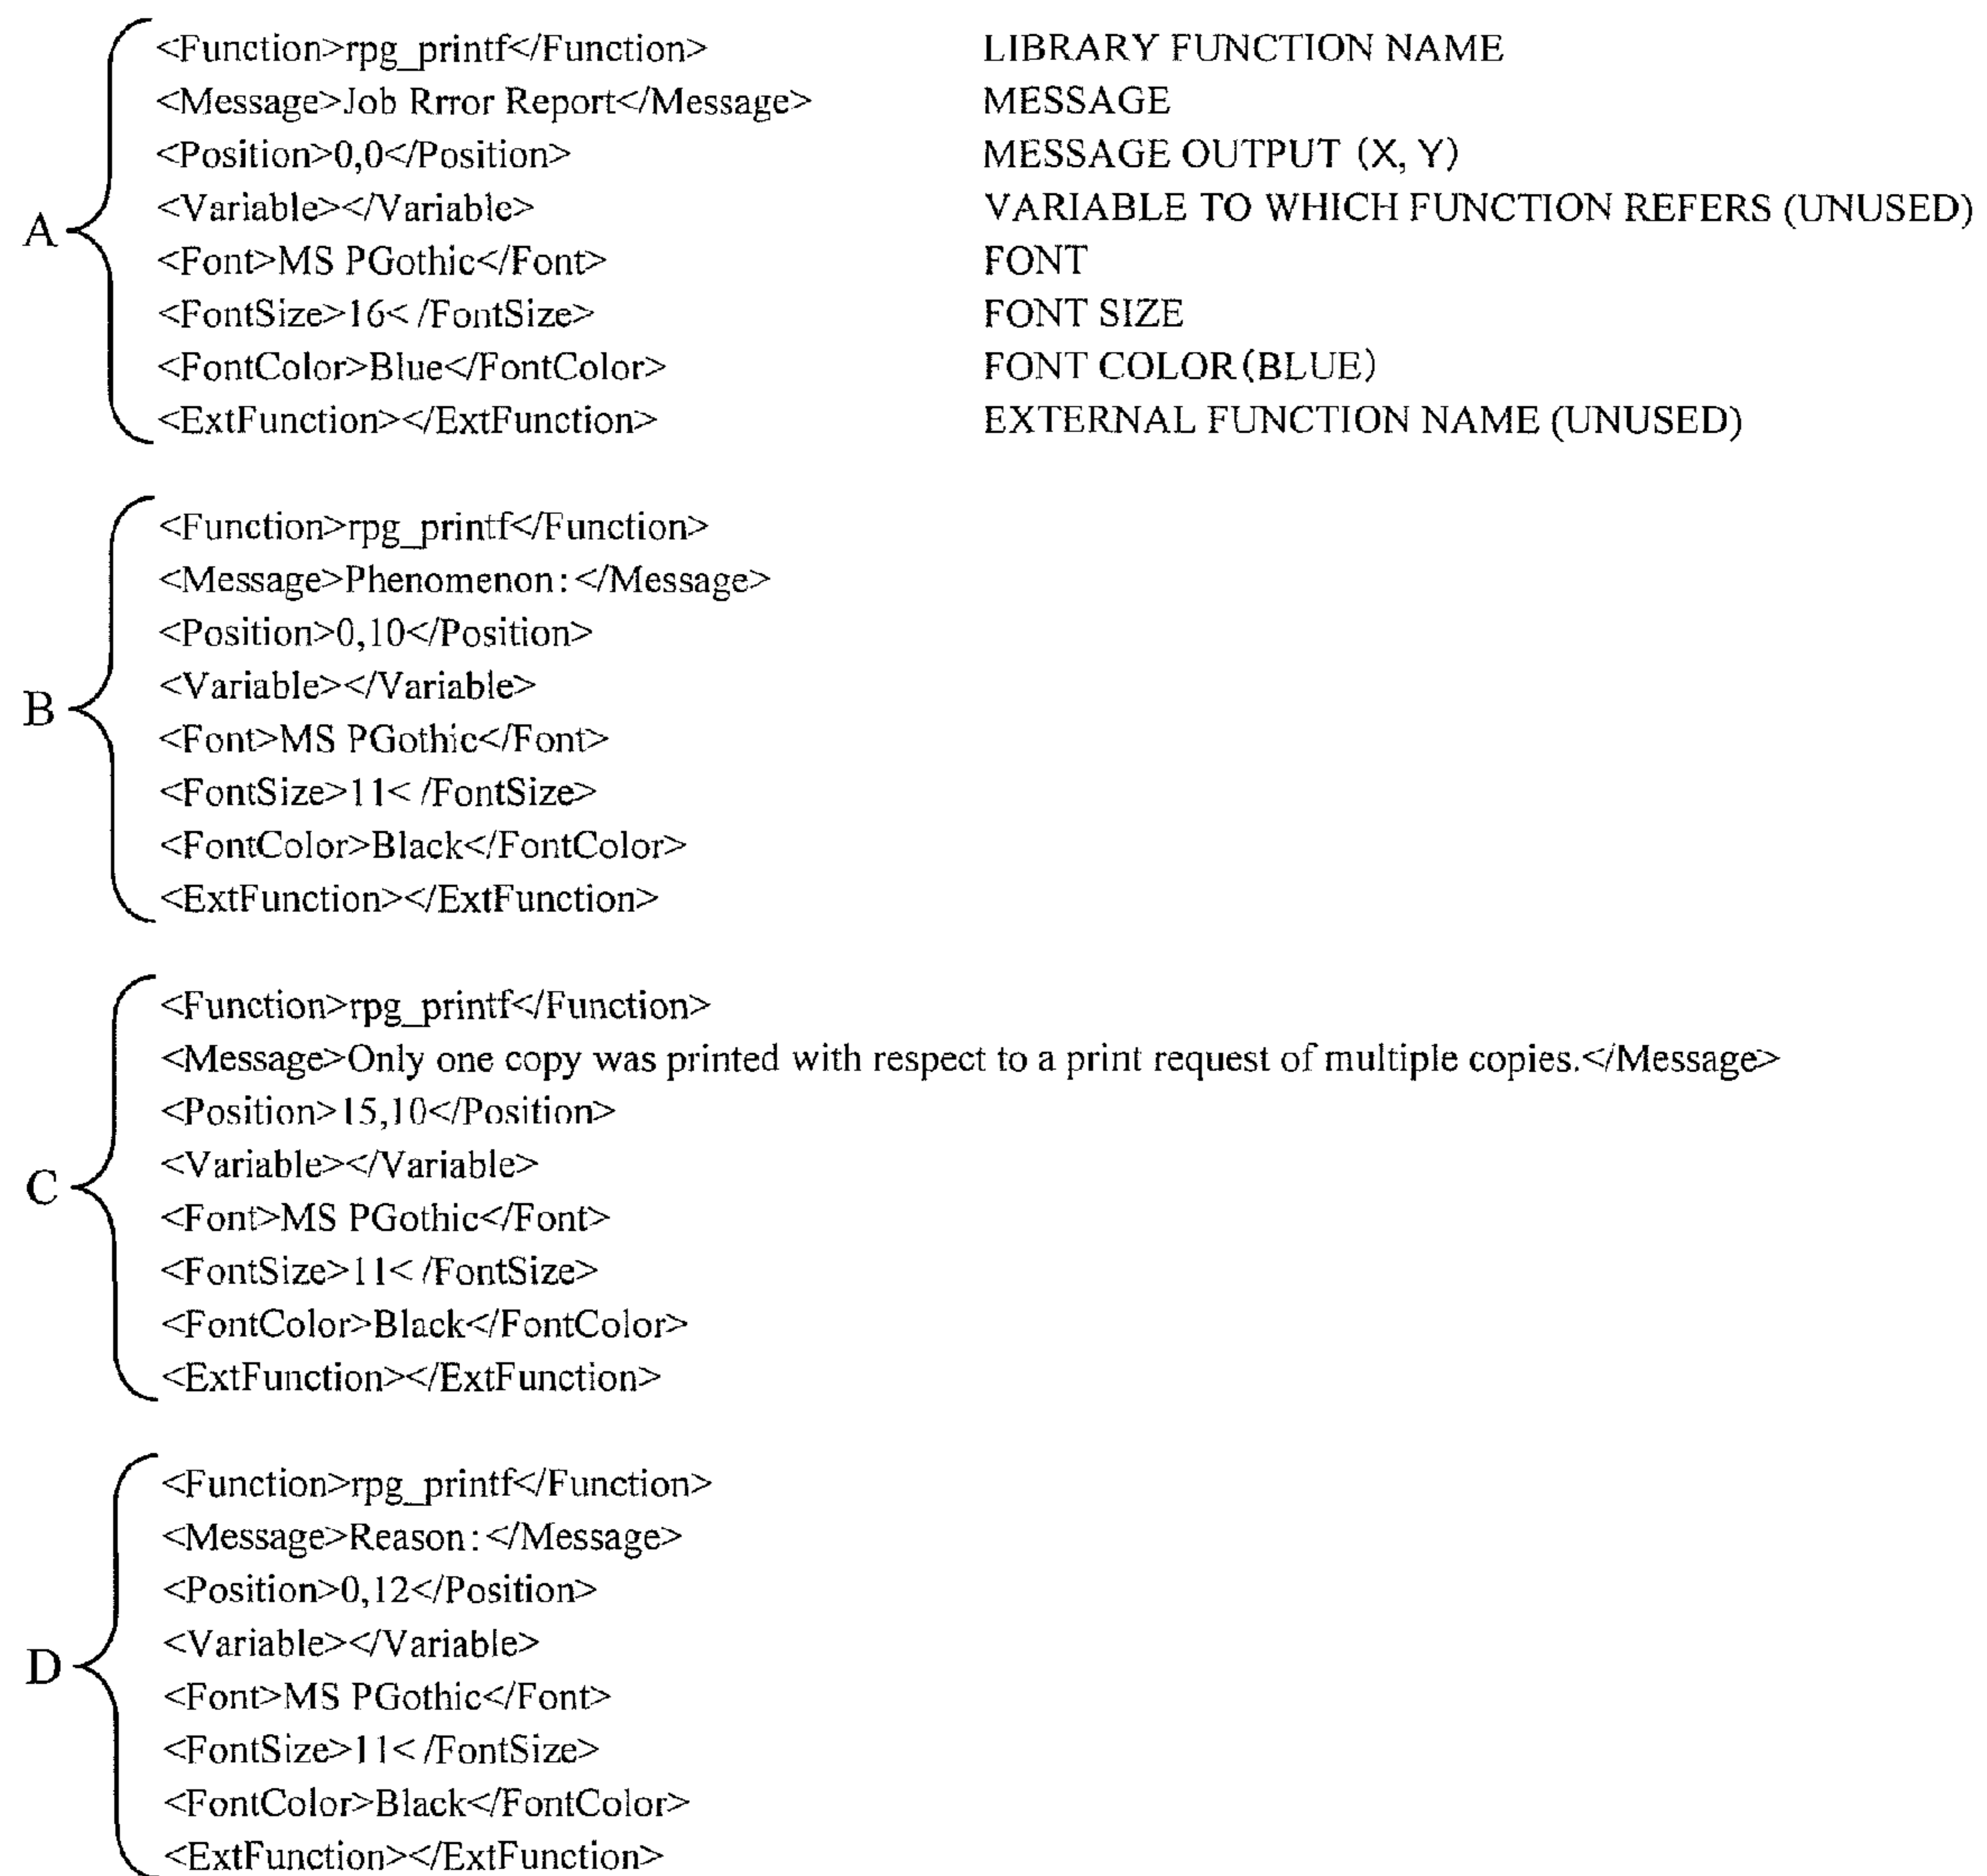 <Function>rpg_printf</Function> LIBRARY FUNCTION NAME
<Message>Job Rrror Report</Message> MESSAGE
<Position>0,0</Position> MESSAGE OUTPUT (X, Y)
<Variable></Variable> VARIABLE TO WHICH FUNCTION REFERS (UNUSED)
A <Font>MS PGothic</Font> FONT
<FontSize>16< /FontSize> FONT SIZE
<FontColor>Blue</FontColor> FONT COLOR(BLUE)
<ExtFunction></ExtFunction> EXTERNAL FUNCTION NAME (UNUSED)
<Function>rpg_printf</Function>
<Message>Phenomenon:</Message>
<Position>0,10</Position>
<Variable></Variable>
B <Font>MS PGothic</Font>
<FontSize>11< /FontSize>
<FontColor>Black</FontColor>
<ExtFunction></ExtFunction>
<Function>rpg_printf</Function>
<Message>Only one copy was printed with respect to a print request of multiple copies.</Message>
<Position>15,10</Position>
<Variable></Variable>
C <Font>MS PGothic</Font>
<FontSize>11< /FontSize>
<FontColor>Black</FontColor>
<ExtFunction></ExtFunction>
<Function>rpg_printf</Function>
<Message>Reason:</Message>
<Position>0,12</Position>
<Variable></Variable>
D <Font>MS PGothic</Font>
<FontSize>11< /FontSize>
<FontColor>Black</FontColor>
<ExtFunction></ExtFunction>